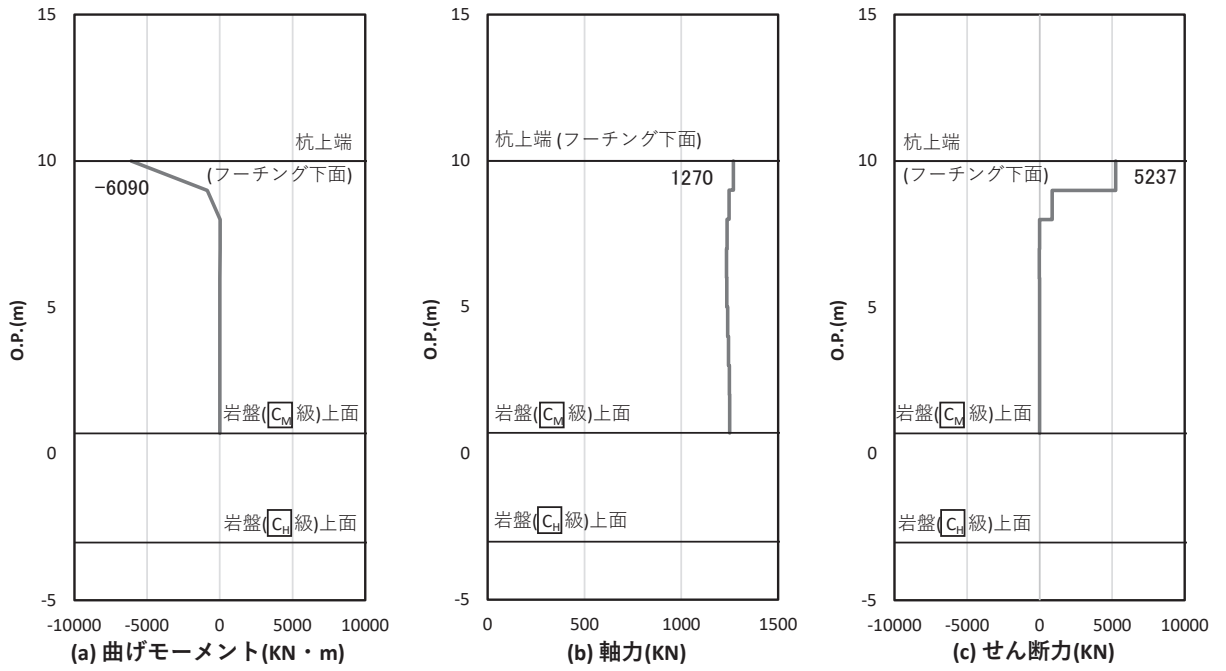 O.P.(m)
15
10
5
0
-5
杭上端
(フーチング下面)
-6090
岩盤(CM級)上面
岩盤(CH級)上面
-10000 -5000 0 5000 10000
(a) 曲げモーメント(KN・m)
O.P.(m)
15
10
5
0
-5
杭上端 (フーチング下面)
1270
岩盤(CM級)上面
岩盤(CH級)上面
0 500 1000 1500
(b) 軸力(KN)
O.P.(m)
15
10
5
0
-5
杭上端
(フーチング下面)
5237
岩盤(CM級)上面
岩盤(CH級)上面
-10000 -5000 0 5000 10000
(c) せん断力(KN)